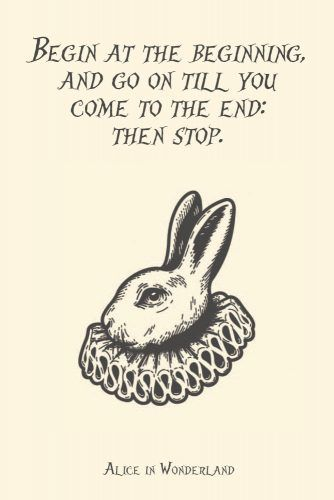 Begin at the beginning,
and go on till you
come to the end:
then stop.
Alice in Wonderland